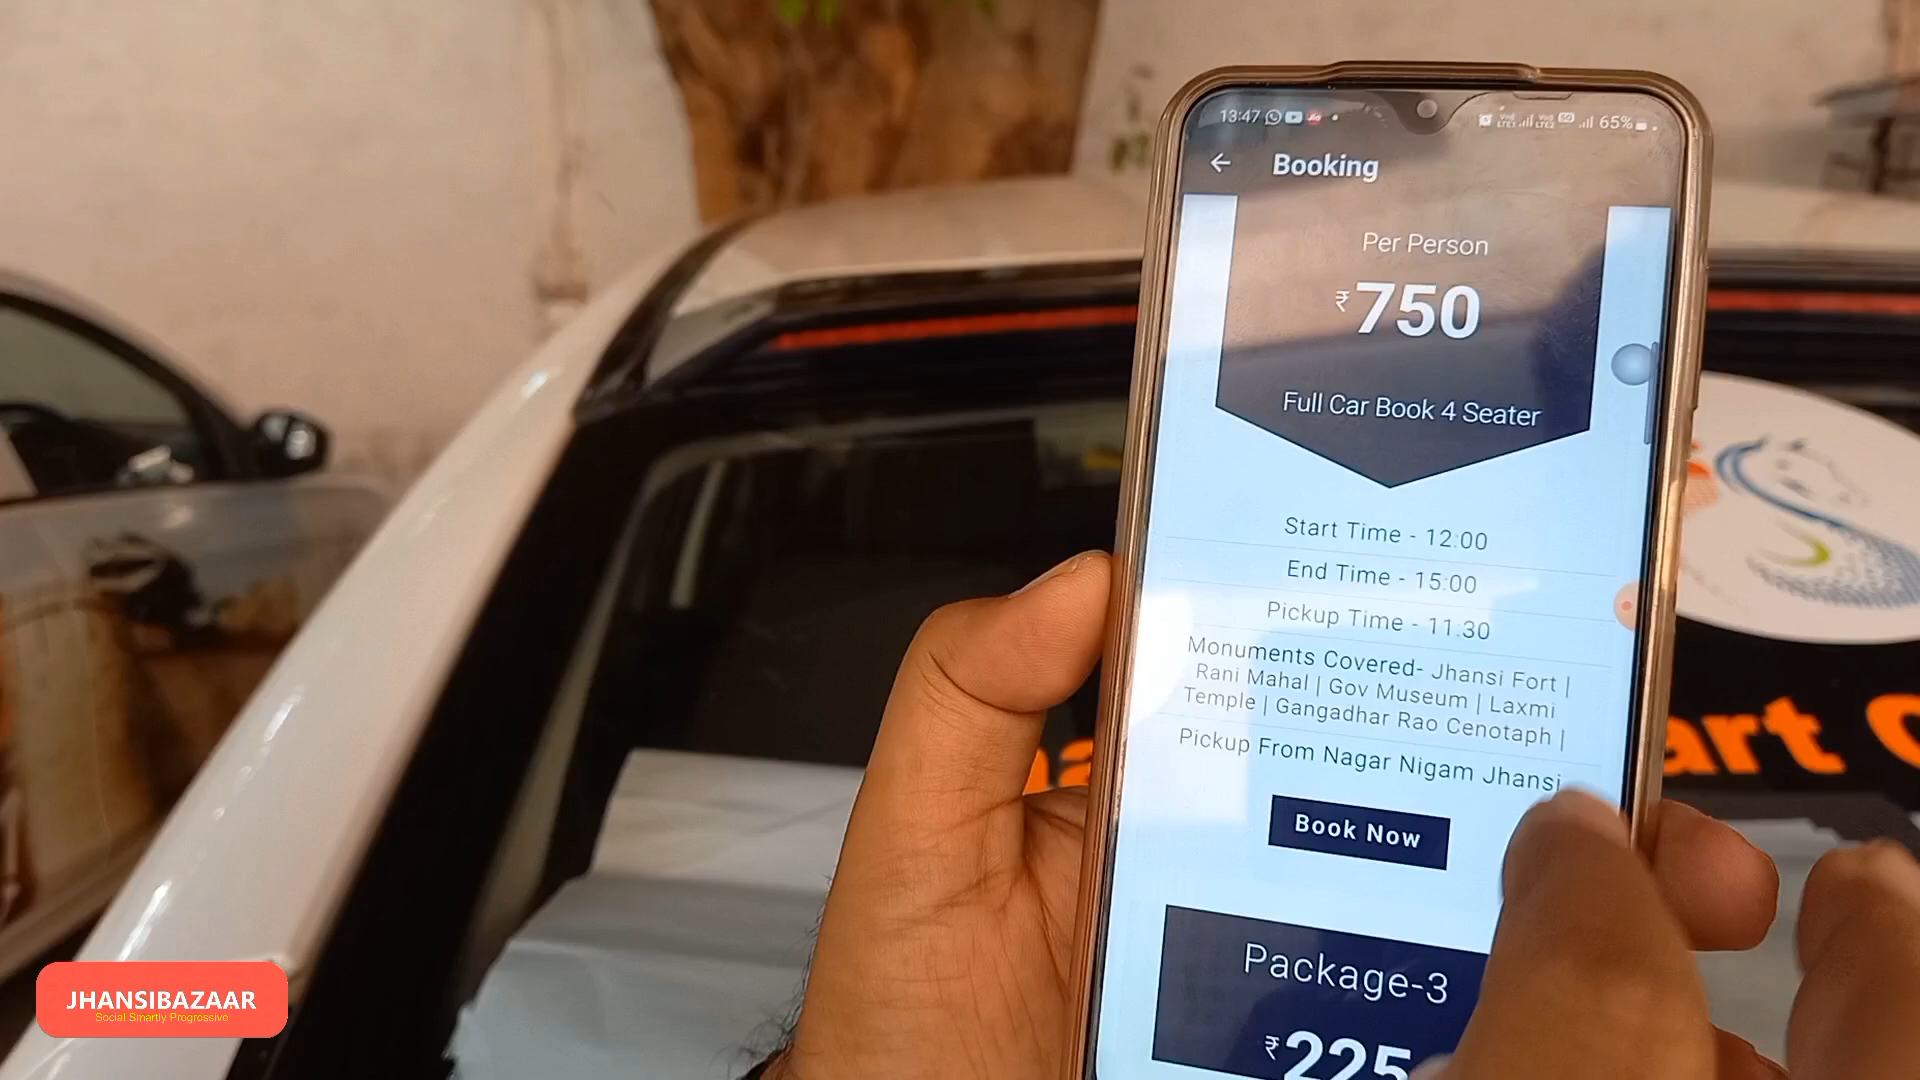 13:47
65%
Booking
Per Person
₹750
Full Car Book 4 Seater
Start Time - 12:00
End Time - 15:00
Pickup Time - 11:30
Monuments Covered- Jhansi Fort |
Rani Mahal | Gov Museum | Laxmi
Temple | Gangadhar Rao Cenotaph |
Pickup From Nagar Nigam Jhansi
Book Now
Package-3
₹225
art C
JHANSIBAZAAR
Social Smartly Progressive